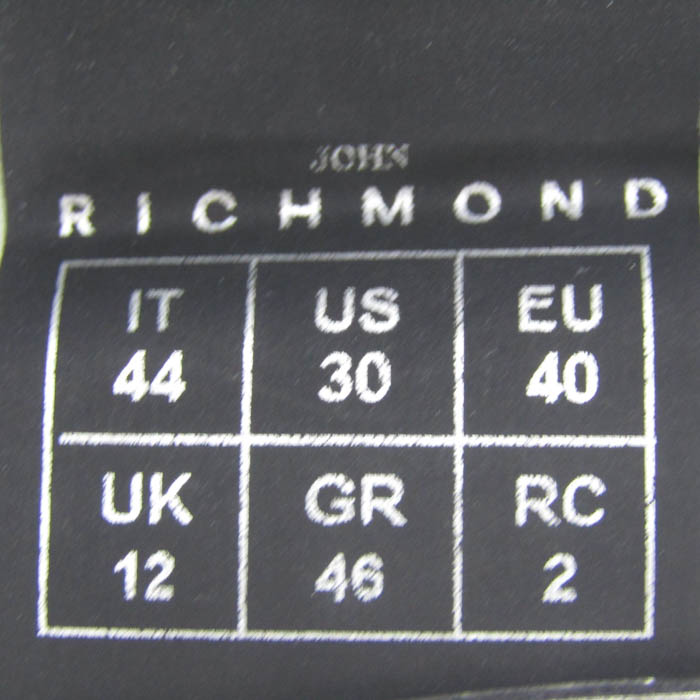 JOHN
RICHMOND
IT US EU
44 30 40
UK GR RC
12 46 2